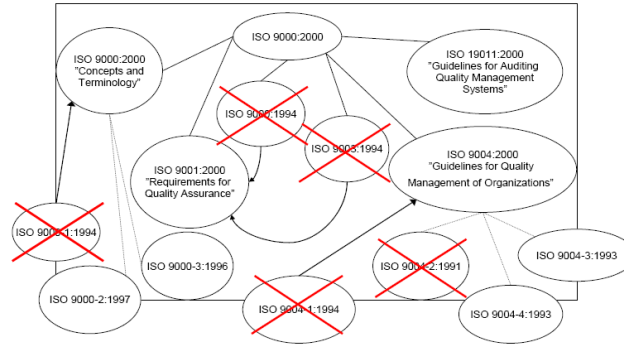 ISO 9000:2000
ISO 9000:2000
"Concepts and
Terminology"
ISO 19011:2000
"Guidelines for Auditing
Quality Management
Systems"
ISO
ISO 9003:1994
ISO 9001:2000
"Requirements for
Quality Assurance"
ISO 9004:2000
"Guidelines for Quality
Management of Organizations"
ISO 9000-1:1994
ISO 9000-3:1996
ISO 9004-2:1991
ISO 9004-3:1993
ISO 9000-2:1997
ISO 9004-1:1994
ISO 9004-4:1993